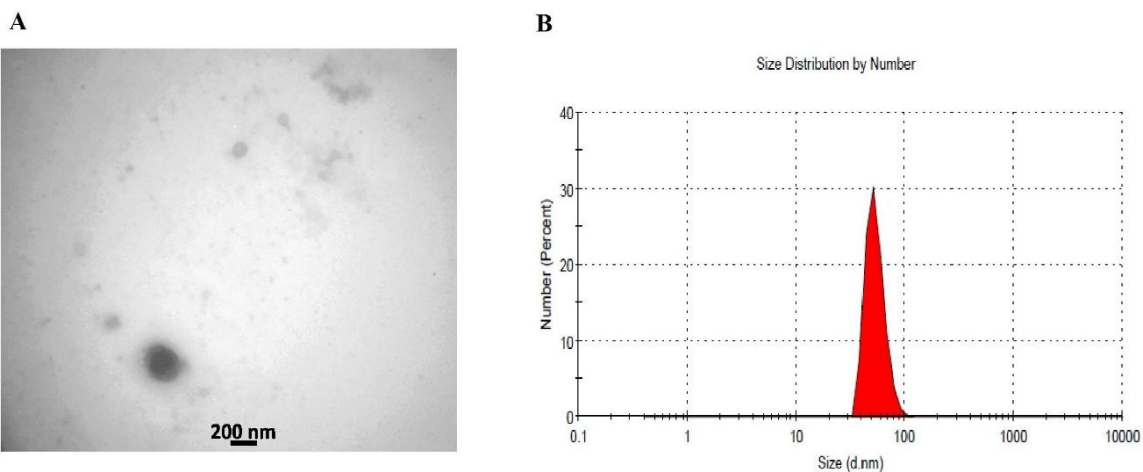 A
200 nm
B
Size Distribution by Number
Number (Percent)
40
30
20
10
0
0.1 1 10 100 1000 10000
Size (d.nm)